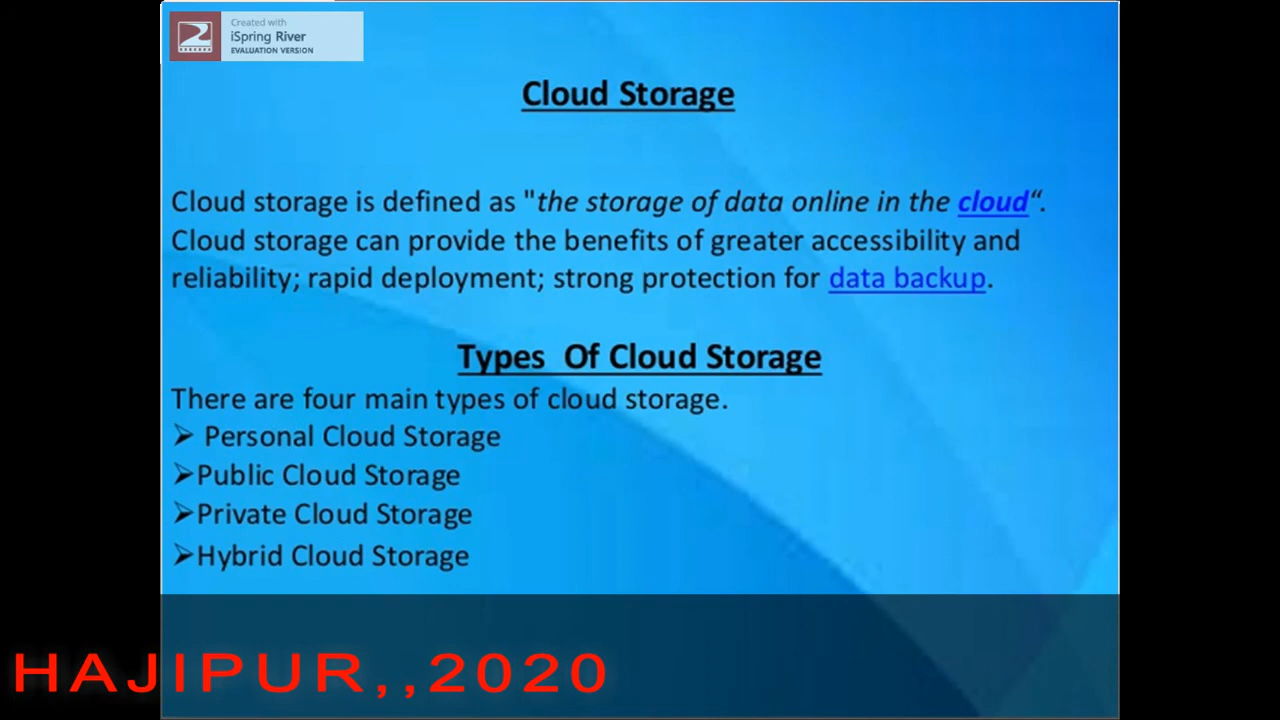 Created with
iSpring River
EVALUATION VERSION
Cloud Storage
Cloud storage is defined as "the storage of data online in the cloud“.
Cloud storage can provide the benefits of greater accessibility and
reliability; rapid deployment; strong protection for data backup.
Types  Of Cloud Storage
There are four main types of cloud storage.
➢ Personal Cloud Storage
➢Public Cloud Storage
➢Private Cloud Storage
➢Hybrid Cloud Storage
HAJIPUR,,2020